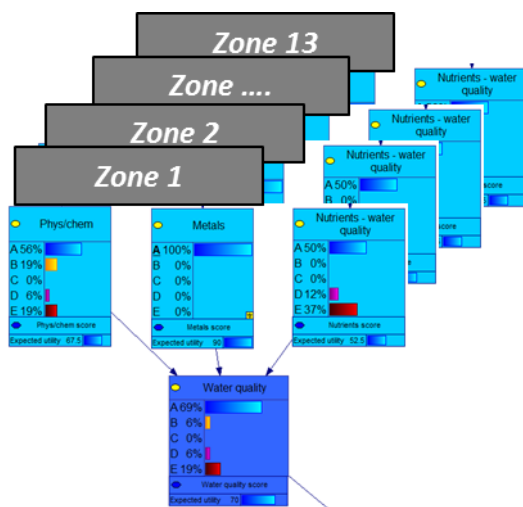 Zone 13
Zone ....
Zone 2
Zone 1
Nutrients - water
quality
Nutrients - water
quality
Nutrients - water
quality
A 50%
B 0%
Phys/chem
A 56%
B 19%
C 0%
D 6%
E 19%
Phys/chem score
Expected utility 67.5
Metals
A 100%
B 0%
C 0%
D 0%
E 0%
Metals score
Expected utility 90
Nutrients - water
quality
A 50%
B 0%
C 0%
D 12%
E 37%
Nutrients score
Expected utility 52.5
Water quality
A 69%
B 6%
C 0%
D 6%
E 19%
Water quality score
Expected utility 70